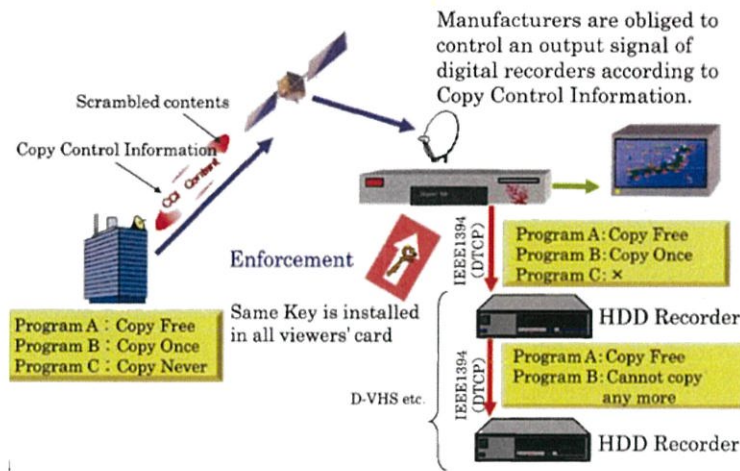 Manufacturers are obliged to
control an output signal of
digital recorders according to
Copy Control Information.
Scrambled contents
Copy Control Information
CCI Content
Enforcement
Same Key is installed
in all viewers' card
Program A : Copy Free
Program B : Copy Once
Program C : Copy Never
IEEE1394
(DTCP)
Program A: Copy Free
Program B: Copy Once
Program C: ×
HDD Recorder
D-VHS etc.
IEEE1394
(DTCP)
Program A: Copy Free
Program B: Cannot copy
any more
HDD Recorder